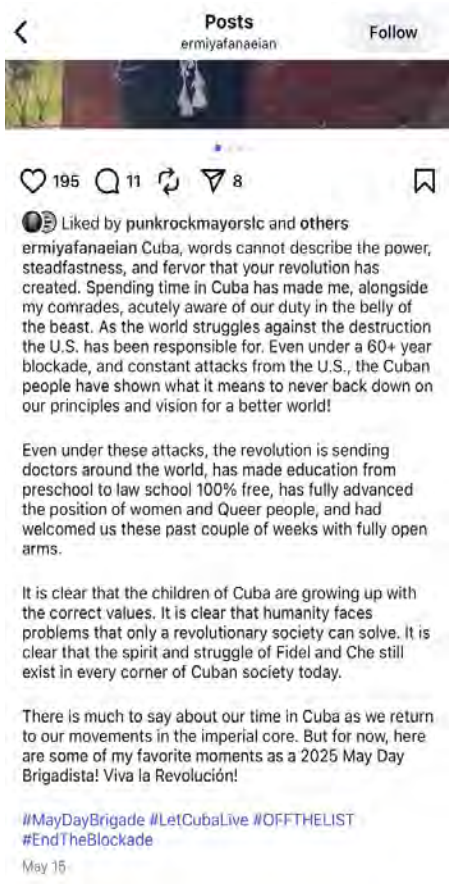 Posts
ermiyafanaeian
Follow
195 11 8
Liked by punkrockmayorslc and others
ermiyafanaeian Cuba, words cannot describe the power,
steadfastness, and fervor that your revolution has
created. Spending time in Cuba has made me, alongside
my comrades, acutely aware of our duty in the belly of
the beast. As the world struggles against the destruction
the U.S. has been responsible for. Even under a 60+ year
blockade, and constant attacks from the U.S., the Cuban
people have shown what it means to never back down on
our principles and vision for a better world!
Even under these attacks, the revolution is sending
doctors around the world, has made education from
preschool to law school 100% free, has fully advanced
the position of women and Queer people, and had
welcomed us these past couple of weeks with fully open
arms.
It is clear that the children of Cuba are growing up with
the correct values. It is clear that humanity faces
problems that only a revolutionary society can solve. It is
clear that the spirit and struggle of Fidel and Che still
exist in every corner of Cuban society today.
There is much to say about our time in Cuba as we return
to our movements in the imperial core. But for now, here
are some of my favorite moments as a 2025 May Day
Brigadista! Viva la Revolución!
#MayDayBrigade #LetCubaLive #OFFTHELIST
#EndTheBlockade
May 15